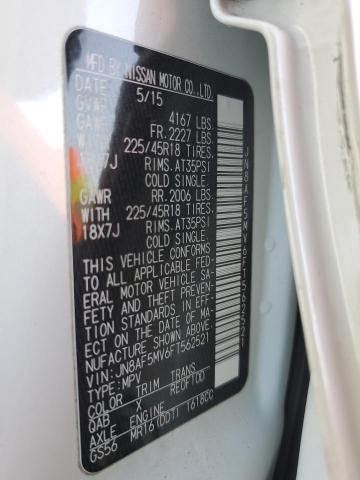 MFD BY NISSAN MOTOR CO., LTD.
DATE 5/15
GVWR 4167 LBS.
GAWR FR. 2227 LBS.
WITH 225/45R18 TIRES,
18X7J RIMS. AT35PSI
COLD SINGLE.
GAWR RR. 2006 LBS.
WITH 225/45R18 TIRES,
18X7J RIMS. AT35PSI
COLD SINGLE.
THIS VEHICLE CONFORMS
TO ALL APPLICABLE FED-
ERAL MOTOR VEHICLE SA-
FETY AND THEFT PREVEN-
TION STANDARDS IN EFF-
ECT ON THE DATE OF MA-
NUFACTURE SHOWN ABOVE.
VIN:JN8AF5MV6FT562521
TYPE:MPV
COLOR TRIM TRANS
QAB X RE0F10D
AXLE ENGINE
GS56 MR16(DDT) 1618CC
JN8AF5MV6FT562521